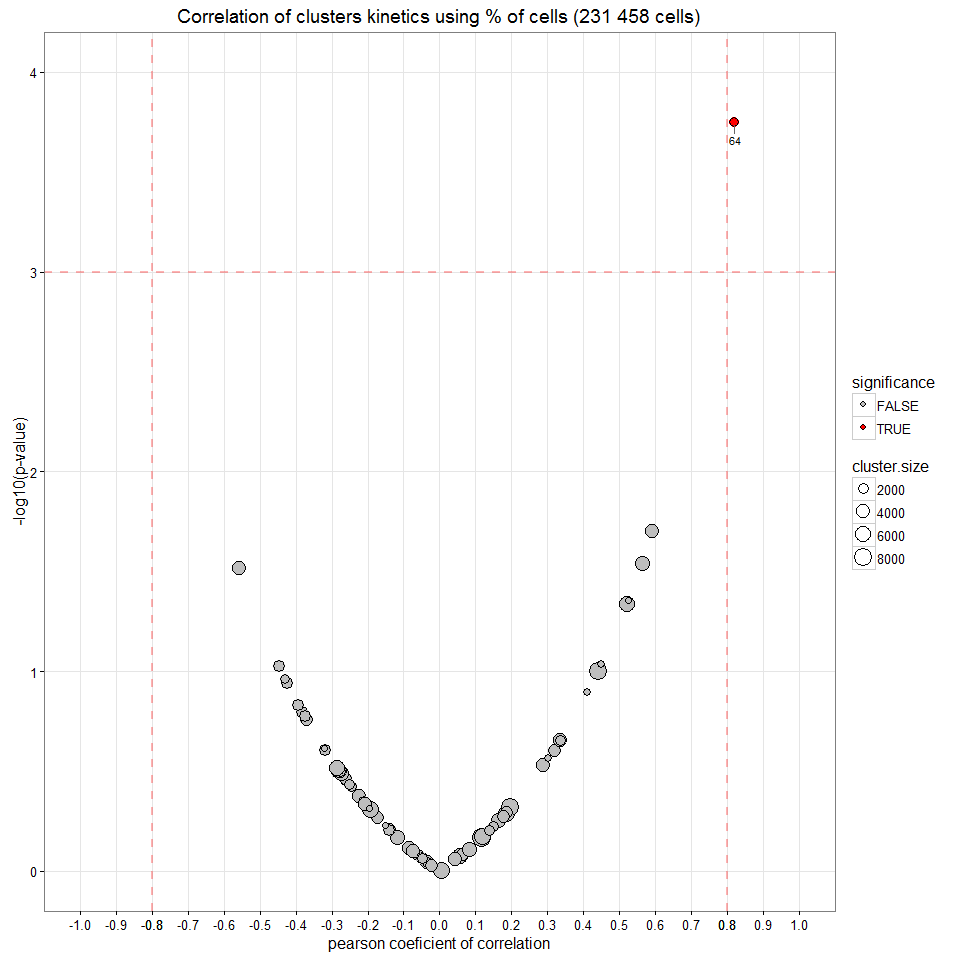 Correlation of clusters kinetics using % of cells (231 458 cells)
4
3
2
1
0
-log10(p-value)
64
-1.0 -0.9 -0.8 -0.7 -0.6 -0.5 -0.4 -0.3 -0.2 -0.1 0.0 0.1 0.2 0.3 0.4 0.5 0.6 0.7 0.8 0.9 1.0
pearson coeficient of correlation
significance
FALSE
TRUE
cluster.size
2000
4000
6000
8000